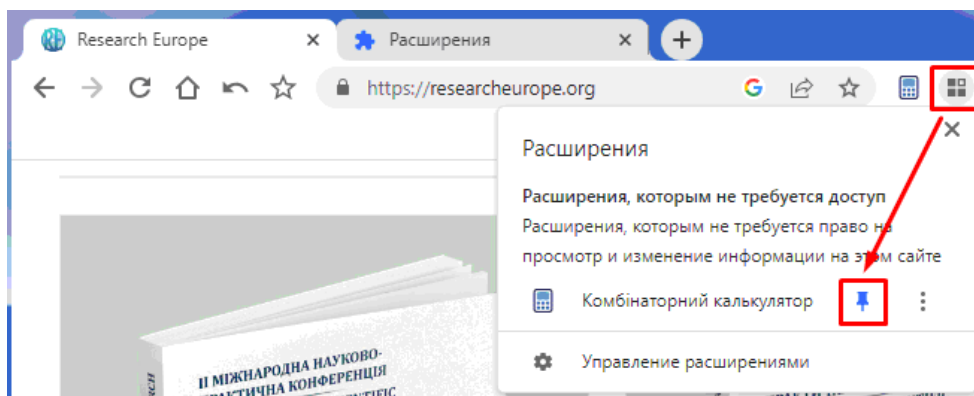 Research Europe
Расширения
https://researcheurope.org
Расширения
Расширения, которым не требуется доступ
Расширения, которым не требуется право на
просмотр и изменение информации на этом сайте
Комбінаторний калькулятор
Управление расширениями
ІІ МІЖНАРОДНА НАУКОВО-
КОНФЕРЕНЦІЯ